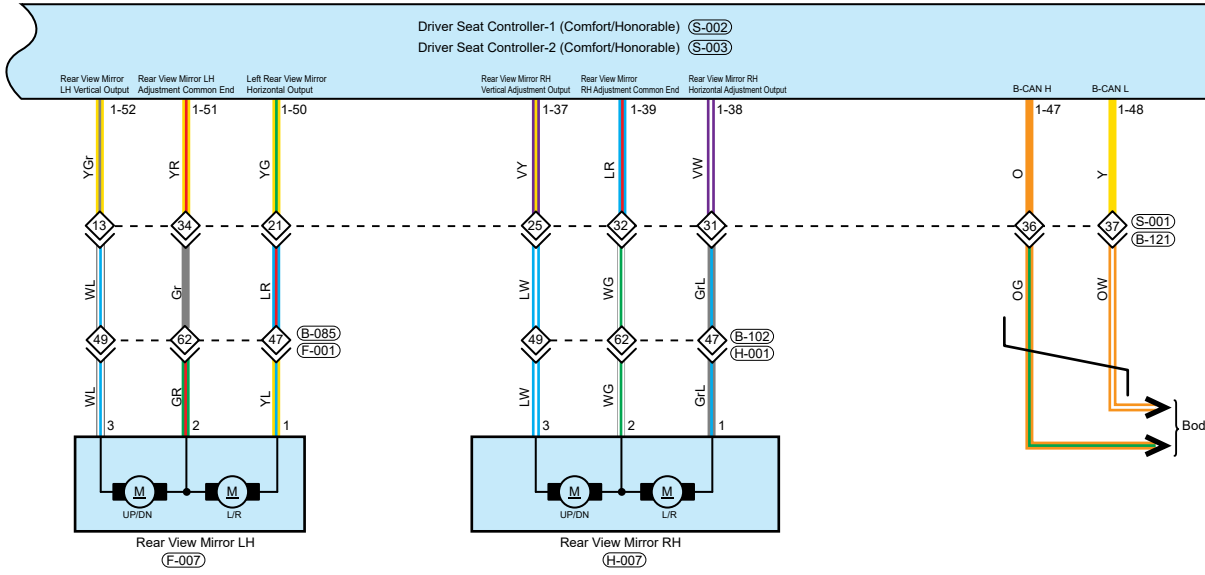 Driver Seat Controller-1 (Comfort/Honorable) S-002
Driver Seat Controller-2 (Comfort/Honorable) S-003
Rear View Mirror LH Vertical Output
Rear View Mirror LH Adjustment Common End
Left Rear View Mirror Horizontal Output
Rear View Mirror RH Vertical Adjustment Output
Rear View Mirror RH Adjustment Common End
Rear View Mirror RH Horizontal Adjustment Output
B-CAN H
B-CAN L
1-52 1-51 1-50 1-37 1-39 1-38 1-47 1-48
YGr YR YG VY LR VW O Y
13 34 21 25 32 31 36 37 S-001
B-121
WL Gr LR LW WG GrL OG OW
49 62 47 B-085 49 62 47 B-102
F-001 H-001
WL GR YL LW WG GrL
Bod
3 2 1 3 2 1
M M M M
UP/DN L/R UP/DN L/R
Rear View Mirror LH Rear View Mirror RH
F-007 H-007